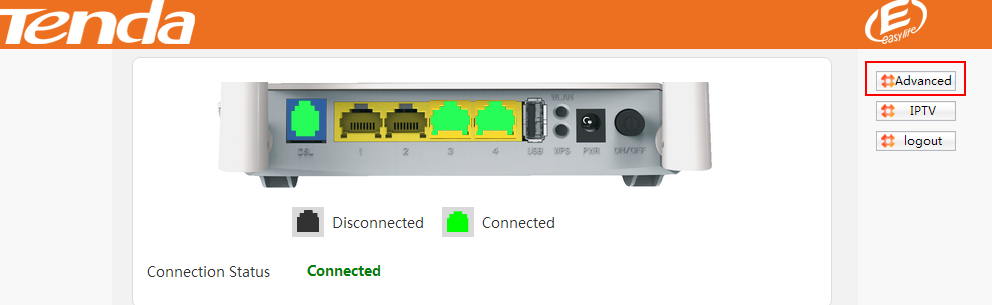 Tenda
E
easy life
Advanced
IPTV
logout
WLAN
DSL 1 2 3 4 USB WPS PWR ON/OFF
Disconnected Connected
Connection Status Connected